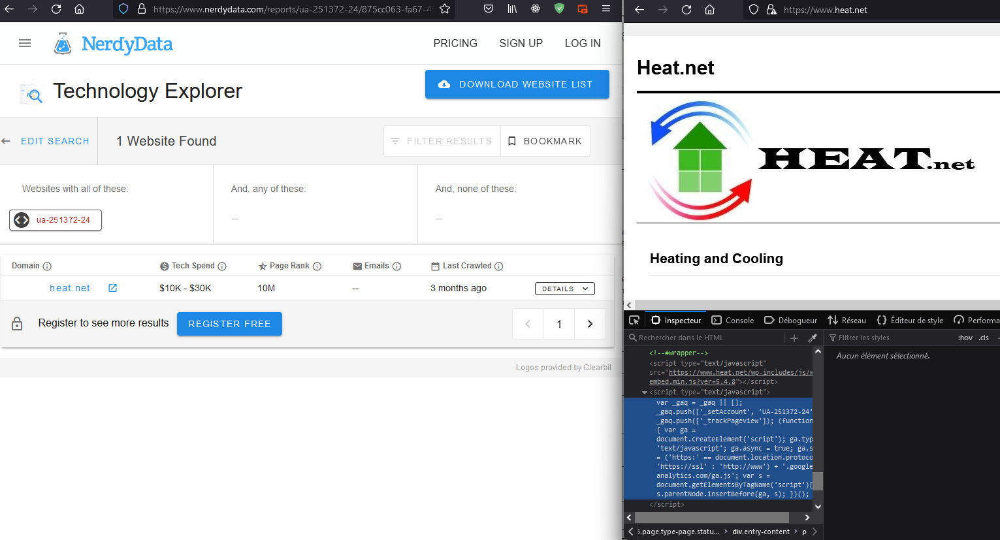 https://www.nerdydata.com/reports/ua-251372-24/875cc063-fa67-45
NerdyData
PRICING
SIGN UP
LOG IN
Technology Explorer
DOWNLOAD WEBSITE LIST
EDIT SEARCH
1 Website Found
FILTER RESULTS
BOOKMARK
Websites with all of these:
And, any of these:
And, none of these:
ua-251372-24
--
--
Domain
Tech Spend
Page Rank
Emails
Last Crawled
heat.net
$10K - $30K
10M
--
3 months ago
DETAILS
Register to see more results
REGISTER FREE
1
Logos provided by Clearbit
https://www.heat.net
Heat.net
HEAT.net
Heating and Cooling
Inspecteur
Console
Débogueur
Réseau
Éditeur de style
Performa
Rechercher dans le HTML
Filtrer les styles
:hov
.cls
Aucun élément sélectionné.
<!--#wrapper-->
<script type="text/javascript"
src="https://www.heat.net/wp-includes/js/w
embed.min.js?ver=5.4.8"></script>
<script type="text/javascript">
var _gaq = _gaq || [];
_gaq.push(['_setAccount', 'UA-251372-24'
_gaq.push(['_trackPageview']); (function
{ var ga =
document.createElement('script'); ga.typ
'text/javascript'; ga.async = true; ga.s
= ('https:' == document.location.protoco
'https://ssl' : 'http://www') + '.google
analytics.com/ga.js'; var s =
document.getElementsByTagName('script')[
s.parentNode.insertBefore(ga, s); })();
</script>
.page.type-page.statu...
div.entry-content
p